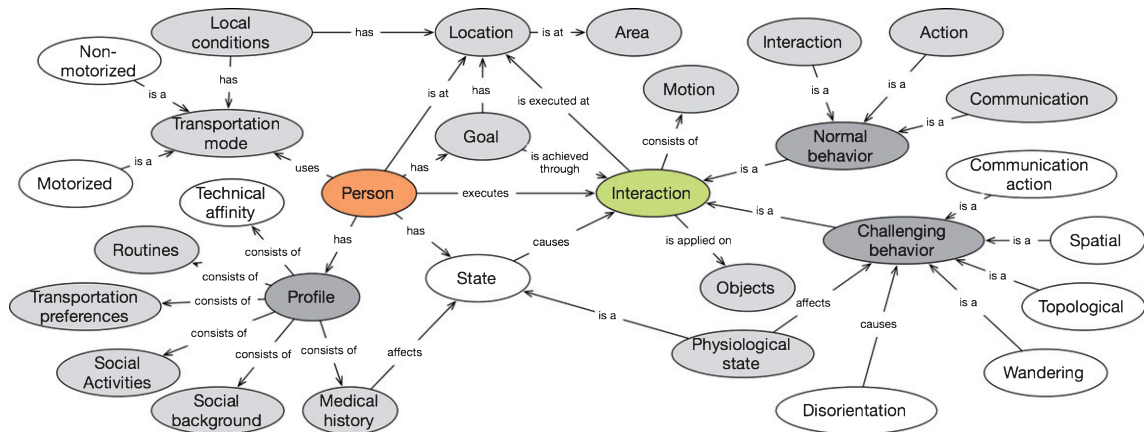 Local
conditions
has
Location
is at
Area
Interaction
Action
Non-
motorized
is a
has
is at
has
is executed at
Motion
is a
is a
Communication
is a
Transportation
mode
Goal
consists of
Normal
behavior
is a
Motorized
uses
has
is achieved
through
is a
Communication
action
Technical
affinity
Person
executes
Interaction
is a
is a
Routines
consists of
has
has
causes
is applied on
Challenging
behavior
is a
Spatial
consists of
State
Objects
is a
Topological
Transportation
preferences
consists of
Profile
affects
is a
consists of
consists of
consists of
affects
is a
causes
Physiological
state
Social
Activities
Wandering
Social
background
Medical
history
Disorientation